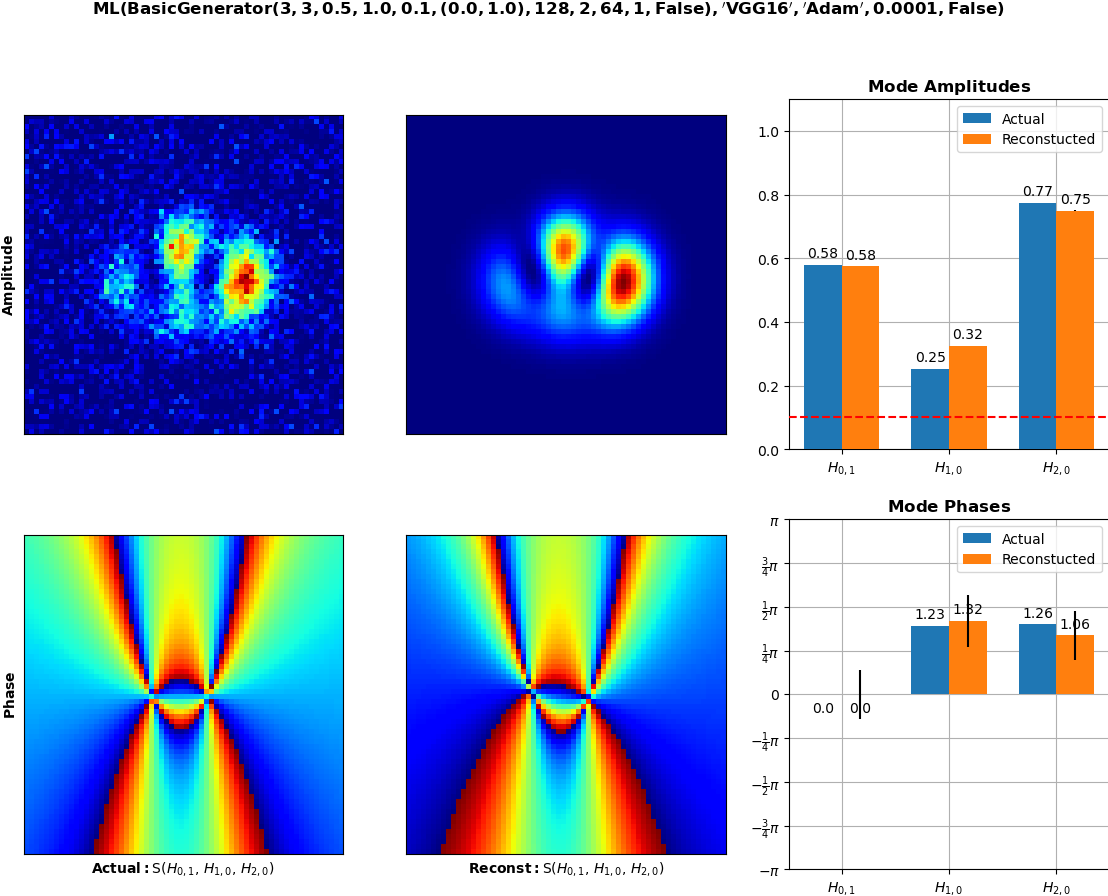 ML(BasicGenerator(3, 3, 0.5, 1.0, 0.1, (0.0, 1.0), 128, 2, 64, 1, False), 'VGG16', 'Adam', 0.0001, False)
Amplitude
Mode Amplitudes
Actual
Reconstucted
1.0
0.8
0.6
0.4
0.2
0.0
0.58
0.58
0.25
0.32
0.77
0.75
H0, 1
H1, 0
H2, 0
Phase
Actual: S(H0, 1, H1, 0, H2, 0)
Reconst: S(H0, 1, H1, 0, H2, 0)
Mode Phases
Actual
Reconstucted
π
3/4π
1/2π
1/4π
0
−1/4π
−1/2π
−3/4π
−π
0.0
0.0
1.23
1.32
1.26
1.06
H0, 1
H1, 0
H2, 0